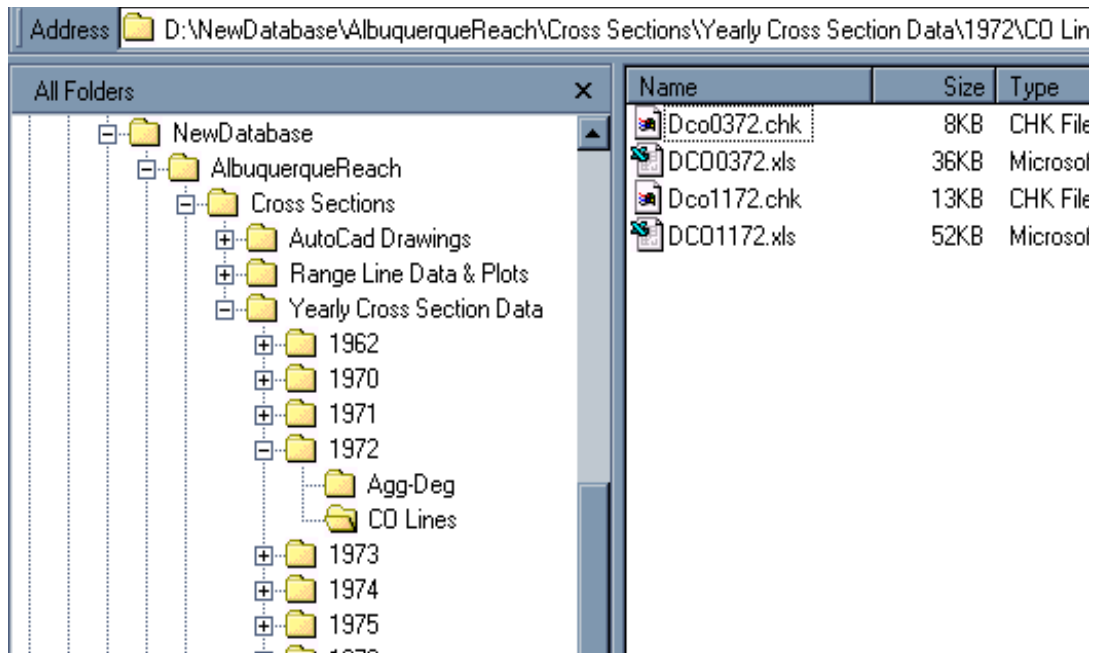 Address D:\NewDatabase\AlbuquerqueReach\Cross Sections\Yearly Cross Section Data\1972\CO Lin
All Folders
NewDatabase
AlbuquerqueReach
Cross Sections
AutoCad Drawings
Range Line Data & Plots
Yearly Cross Section Data
1962
1970
1971
1972
Agg-Deg
CO Lines
1973
1974
1975
Name Size Type
Dco0372.chk 8KB CHK File
DCO0372.xls 36KB Microsof
Dco1172.chk 13KB CHK File
DCO1172.xls 52KB Microsof